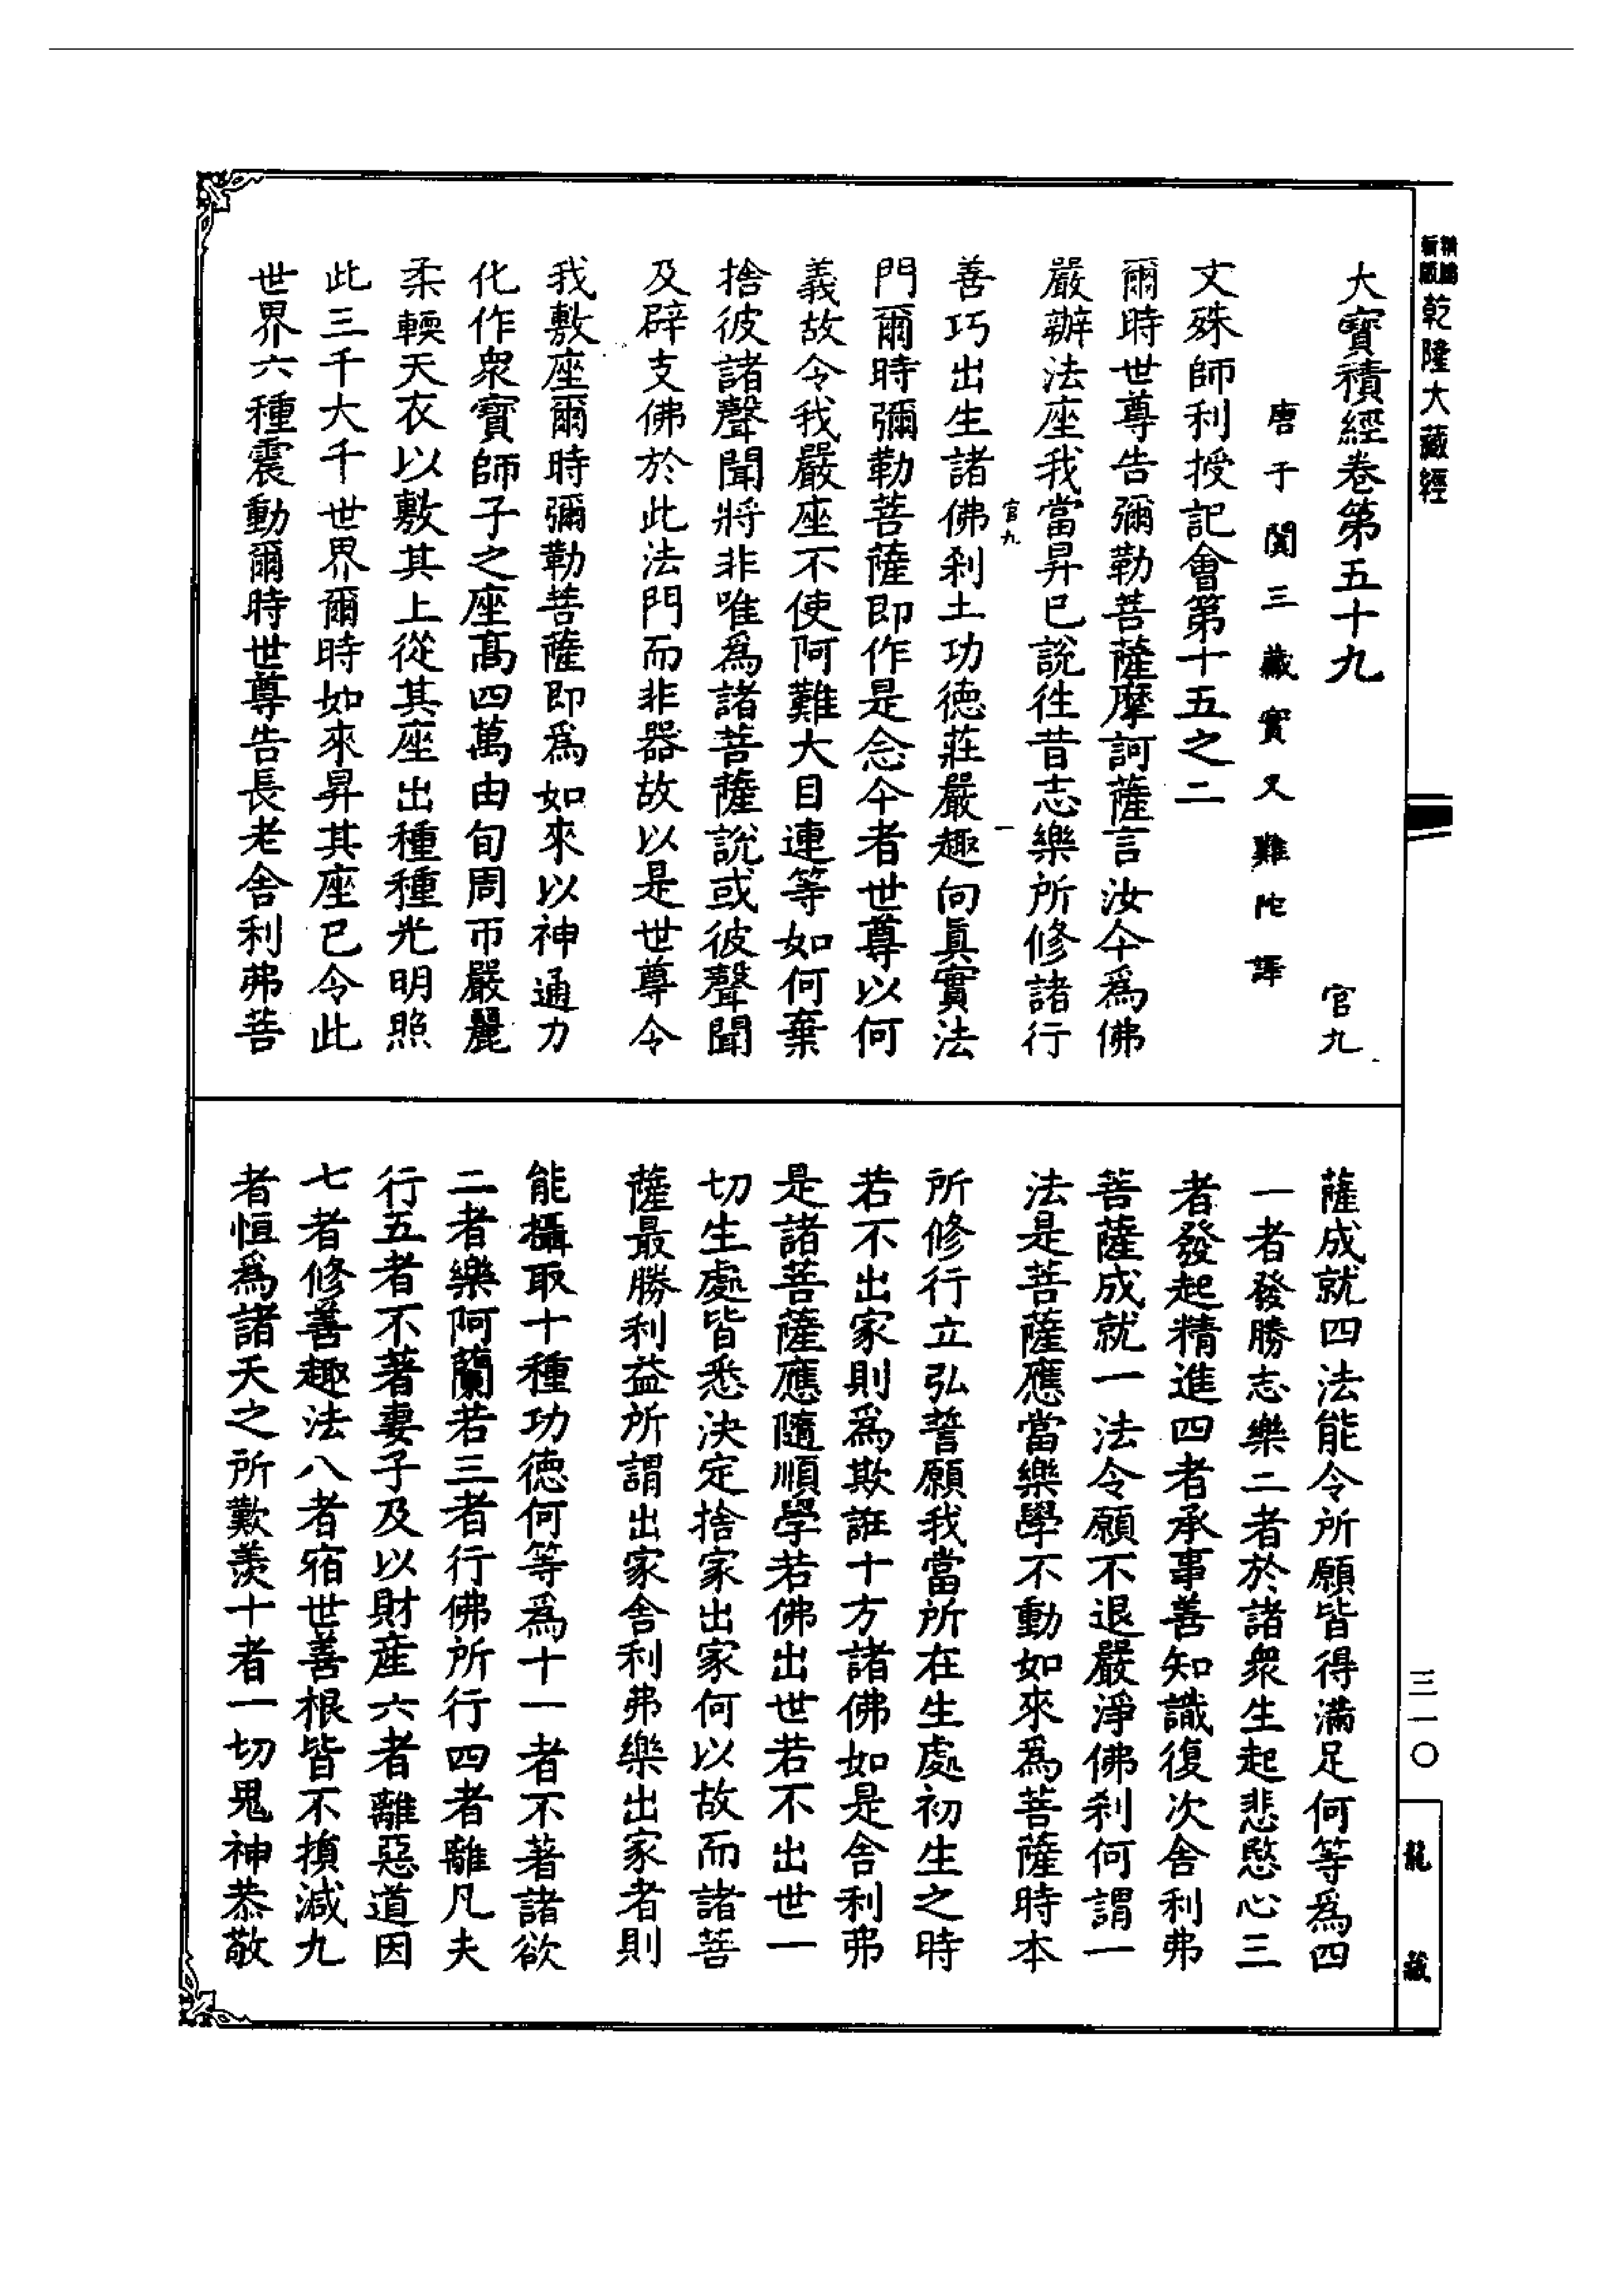 乾隆大藏經
大寶積經卷第五十九 官九
唐于闐三藏實叉難陀譯
文殊師利授記會第十五之二
爾時世尊告彌勒菩薩摩訶薩言汝今爲佛
嚴辦法座我當昇已說往昔志樂所修諸行
官九 一
善巧出生諸佛剎土功德莊嚴趣向眞實法
門爾時彌勒菩薩即作是念今者世尊以何
義故令我嚴座不使阿難大目連等如何棄
捨彼諸聲聞將非唯爲諸菩薩說或彼聲聞
及辟支佛於此法門而非器故以是世尊令
我敷座爾時彌勒菩薩即爲如來以神通力
化作衆寶師子之座高四萬由旬周帀嚴麗
柔輭天衣以敷其上從其座出種種光明照
此三千大千世界爾時如來昇其座已令此
世界六種震動爾時世尊告長老舍利弗菩
薩成就四法能令所願皆得滿足何等爲四
一者發勝志樂二者於諸衆生起悲愍心三
者發起精進四者承事善知識復次舍利弗
菩薩成就一法令願不退嚴淨佛剎何謂一
法是菩薩應當樂學不動如來爲菩薩時本
所修行立弘誓願我當所在生處初生之時
若不出家則爲欺誑十方諸佛如是舍利弗
是諸菩薩應隨順學若佛出世若不出世一
切生處皆悉決定捨家出家何以故而諸菩
薩最勝利益所謂出家舍利弗樂出家者則
能攝取十種功德何等爲十一者不著諸欲
二者樂阿蘭若三者行佛所行四者離凡夫
行五者不著妻子及以財產六者離惡道因
七者修善趣法八者宿世善根皆不損減九
者恒爲諸天之所歎羨十者一切鬼神恭敬
三一〇
龍藏